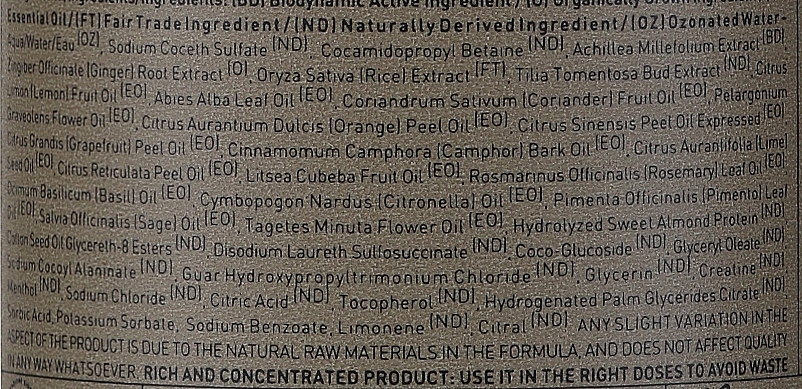 Ingredients: (BD) Biodynamic Active Ingredient / (O) Organically
Essential Oil/(FT) Fair Trade Ingredient/(ND) Naturally Derived Ingredient/(OZ) Ozonated Water-
Aqua/Water/Eau (OZ), Sodium Coceth Sulfate (ND), Cocamidopropyl Betaine (ND), Achillea Millefolium Extract (BD),
Zingiber Officinale (Ginger) Root Extract (O), Oryza Sativa (Rice) Extract (FT), Tilia Tomentosa Bud Extract (ND), Citrus
Limon (Lemon) Fruit Oil (EO), Abies Alba Leaf Oil (EO), Coriandrum Sativum (Coriander) Fruit Oil (EO), Pelargonium
Graveolens Flower Oil (EO), Citrus Aurantium Dulcis (Orange) Peel Oil (EO), Citrus Sinensis Peel Oil Expressed (EO),
Citrus Grandis (Grapefruit) Peel Oil (EO), Cinnamomum Camphora (Camphor) Bark Oil (EO), Citrus Aurantifolia (Lime)
Seed Oil (EO), Citrus Reticulata Peel Oil (EO), Litsea Cubeba Fruit Oil (EO), Rosmarinus Officinalis (Rosemary) Leaf Oil (EO),
Ocimum Basilicum (Basil) Oil (EO), Cymbopogon Nardus (Citronella) Oil (EO), Pimenta Officinalis (Pimento) Leaf
Oil (EO), Salvia Officinalis (Sage) Oil (EO), Tagetes Minuta Flower Oil (EO), Hydrolyzed Sweet Almond Protein (ND),
Cotton Seed Oil Glycereth-8 Esters (ND), Disodium Laureth Sulfosuccinate (ND), Coco-Glucoside (ND), Glyceryl Oleate (ND),
Sodium Cocoyl Alaninate (ND), Guar Hydroxypropyltrimonium Chloride (ND), Glycerin (ND), Creatine (ND),
Menthol (ND), Sodium Chloride (ND), Citric Acid (ND), Tocopherol (ND), Hydrogenated Palm Glycerides Citrate (ND),
Sorbic Acid, Potassium Sorbate, Sodium Benzoate, Limonene (ND), Citral (ND). ANY SLIGHT VARIATION IN THE
ASPECT OF THE PRODUCT IS DUE TO THE NATURAL RAW MATERIALS IN THE FORMULA, AND DOES NOT AFFECT QUALITY
IN ANY WAY WHATSOEVER. RICH AND CONCENTRATED PRODUCT: USE IT IN THE RIGHT DOSES TO AVOID WASTE